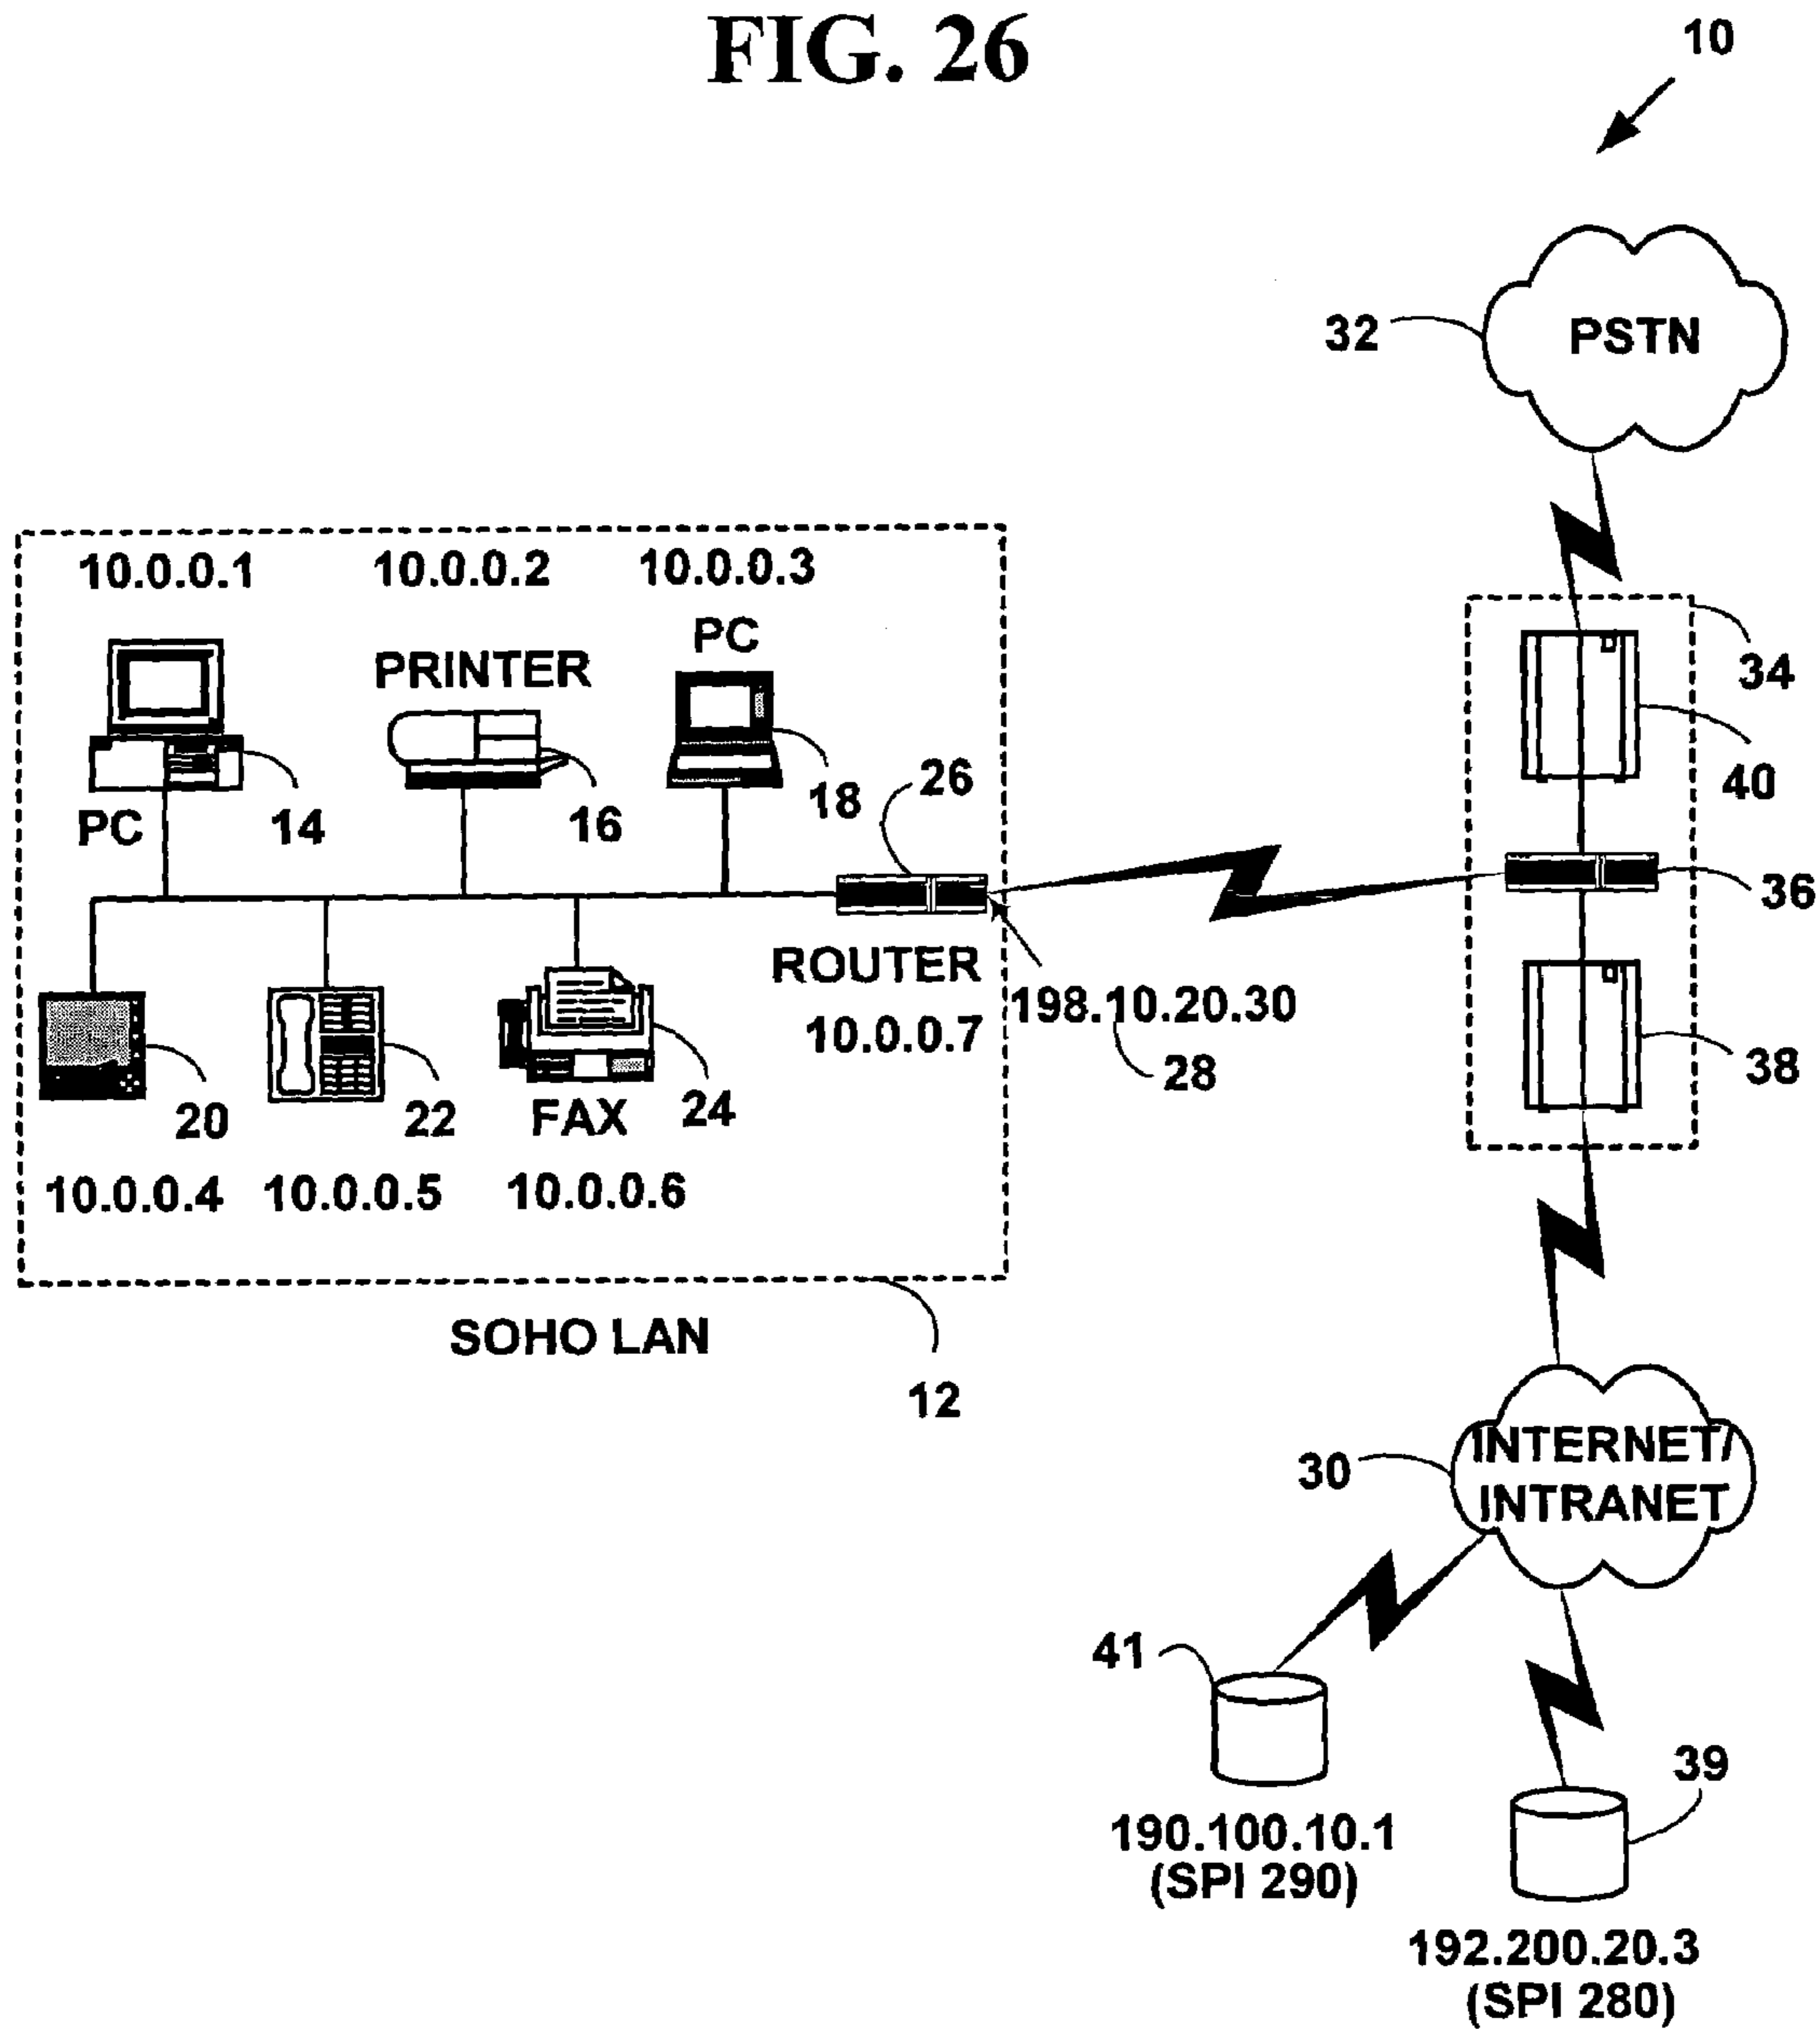 FIG. 26
10
32
PSTN
10.0.0.1
10.0.0.2
10.0.0.3
PC
PRINTER
34
PC
14
16
18
26
40
36
ROUTER
198.10.20.30
10.0.0.7
28
38
20
22
FAX
24
10.0.0.4
10.0.0.5
10.0.0.6
SOHO LAN
12
30
INTERNET/
INTRANET
41
39
190.100.10.1
(SPI 290)
192.200.20.3
(SPI 280)